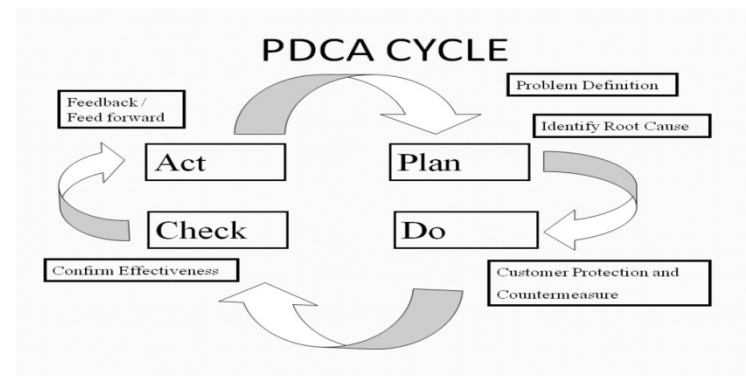 PDCA CYCLE
Problem Definition
Feedback /
Feed forward
Identify Root Cause
Act
Plan
Check
Do
Confirm Effectiveness
Customer Protection and
Countermeasure